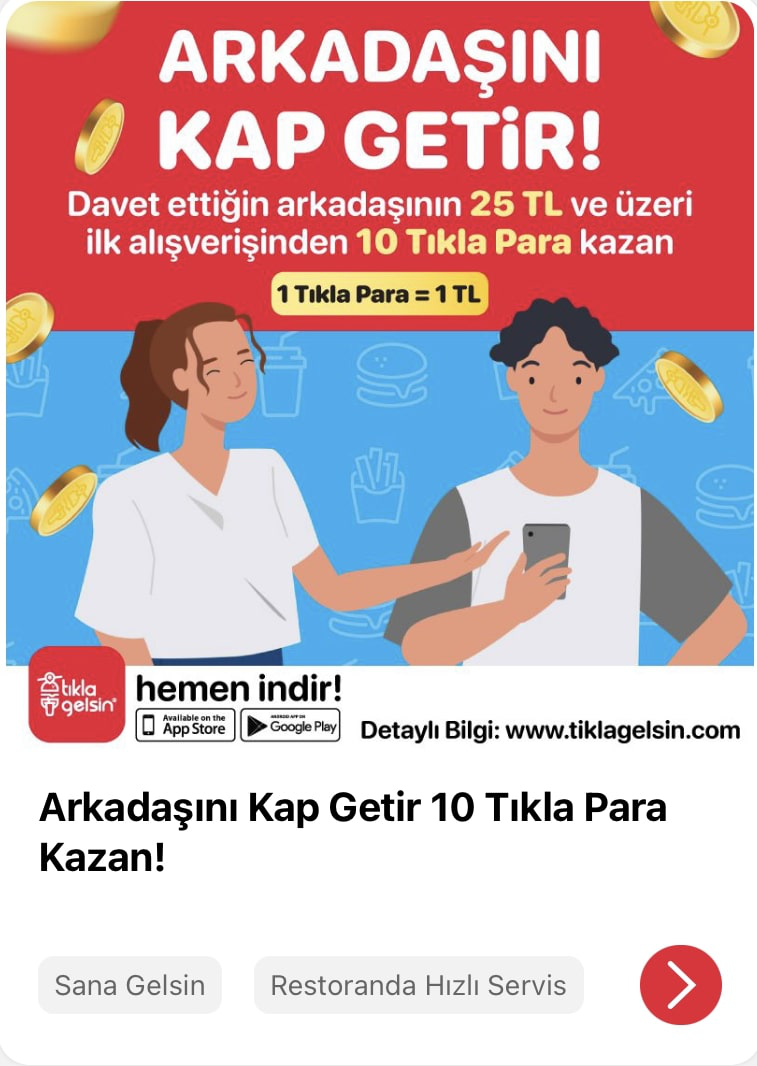 ARKADAŞINI
KAP GETİR!
Davet ettiğin arkadaşının 25 TL ve üzeri
ilk alışverişinden 10 Tıkla Para kazan
1 Tıkla Para = 1 TL
tıkla
gelsin®
hemen indir!
Available on the
App Store
ANDROID APP ON
Google Play
Detaylı Bilgi: www.tiklagelsin.com
Arkadaşını Kap Getir 10 Tıkla Para
Kazan!
Sana Gelsin
Restoranda Hızlı Servis